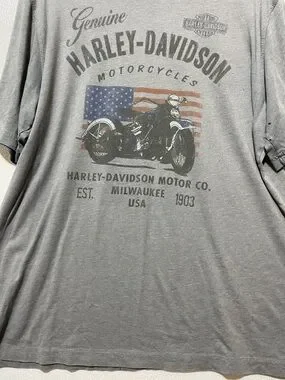 Genuine
HARLEY-DAVIDSON
MOTORCYCLES
HARLEY-DAVIDSON MOTOR CO.
EST. MILWAUKEE 1903
USA